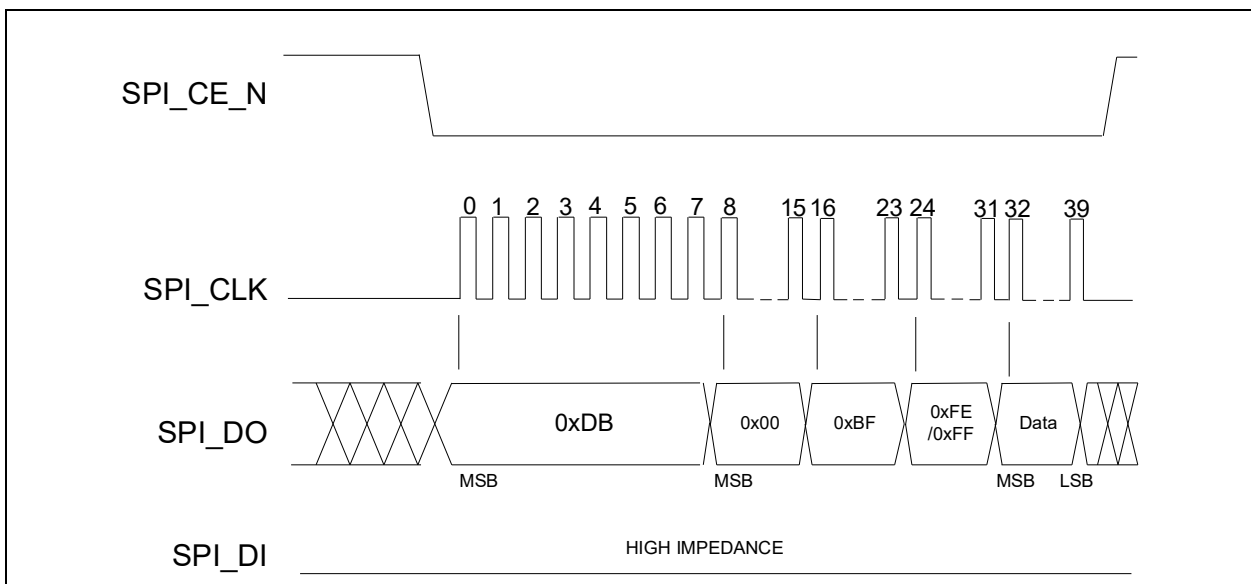 SPI_CE_N
0 1 2 3 4 5 6 7 8 15 16 23 24 31 32 39
SPI_CLK
SPI_DO
0xDB 0x00 0xBF 0xFE /0xFF Data
MSB MSB MSB LSB
HIGH IMPEDANCE
SPI_DI